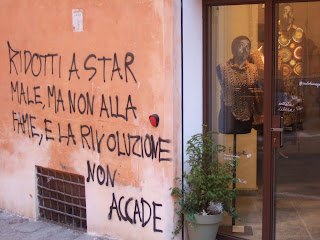 RIDOTTI A STAR
MALE, MA NON ALLA
FAME, E LA RIVOLUZIONE
NON
ACCADE